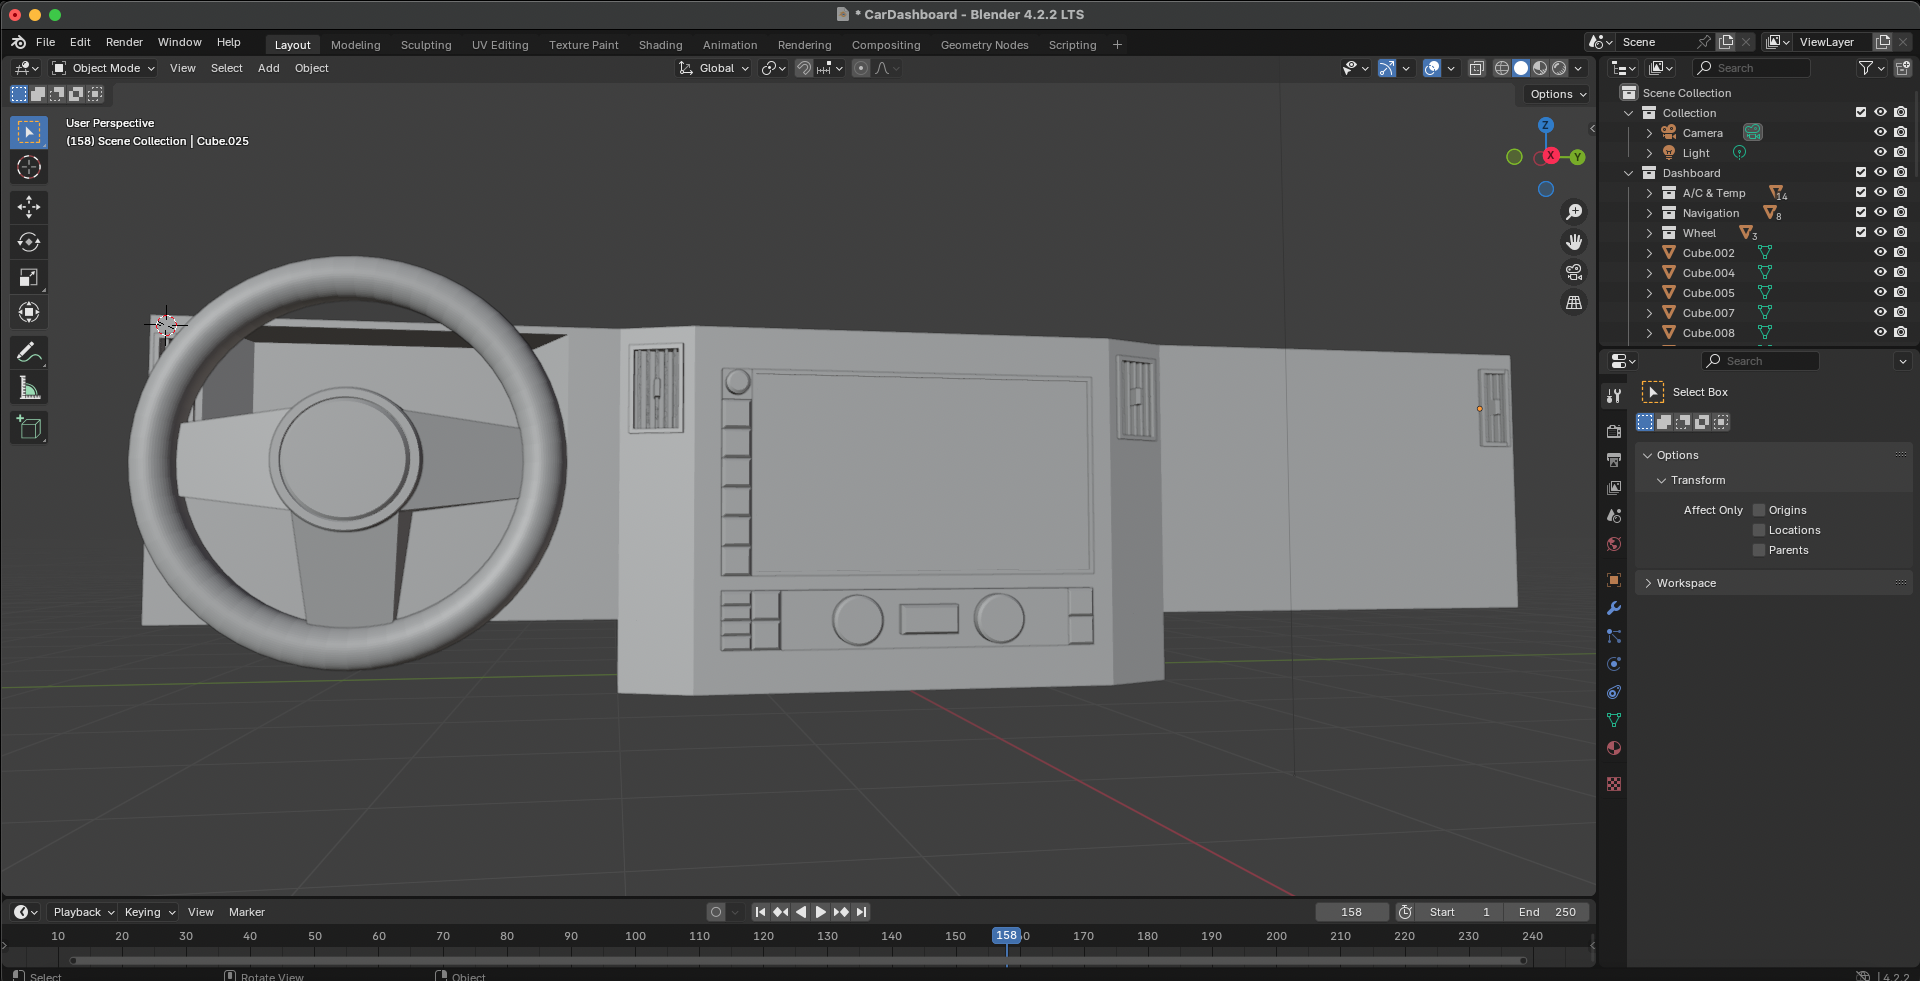 * CarDashboard - Blender 4.2.2 LTS
File Edit Render Window Help Layout Modeling Sculpting UV Editing Texture Paint Shading Animation Rendering Compositing Geometry Nodes Scripting + Scene ViewLayer
Object Mode View Select Add Object Global Search
Options
User Perspective
(158) Scene Collection | Cube.025
Z
X
Y
Scene Collection
Collection
Camera
Light
Dashboard
A/C & Temp 14
Navigation 8
Wheel 3
Cube.002
Cube.004
Cube.005
Cube.007
Cube.008
Search
Select Box
Options
Transform
Affect Only Origins
Locations
Parents
Workspace
Playback Keying View Marker 158 Start 1 End 250
10 20 30 40 50 60 70 80 90 100 110 120 130 140 150 158 170 180 190 200 210 220 230 240
Select Rotate View Object 4.2.2